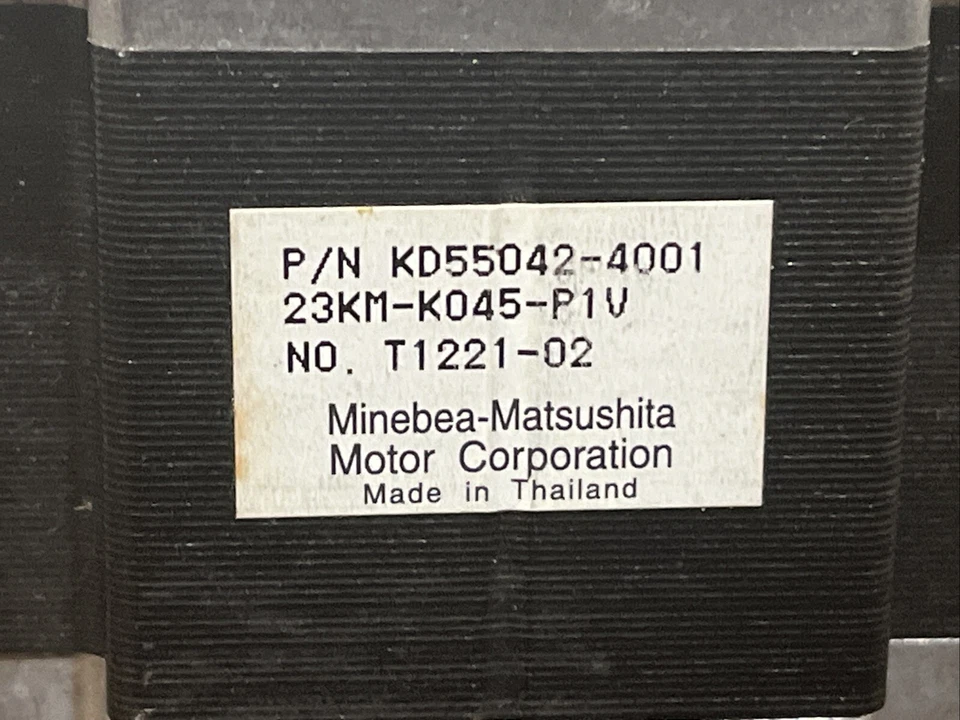 P/N KD55042-4001
23KM-K045-P1V
NO. T1221-02
Minebea-Matsushita
Motor Corporation
Made in Thailand